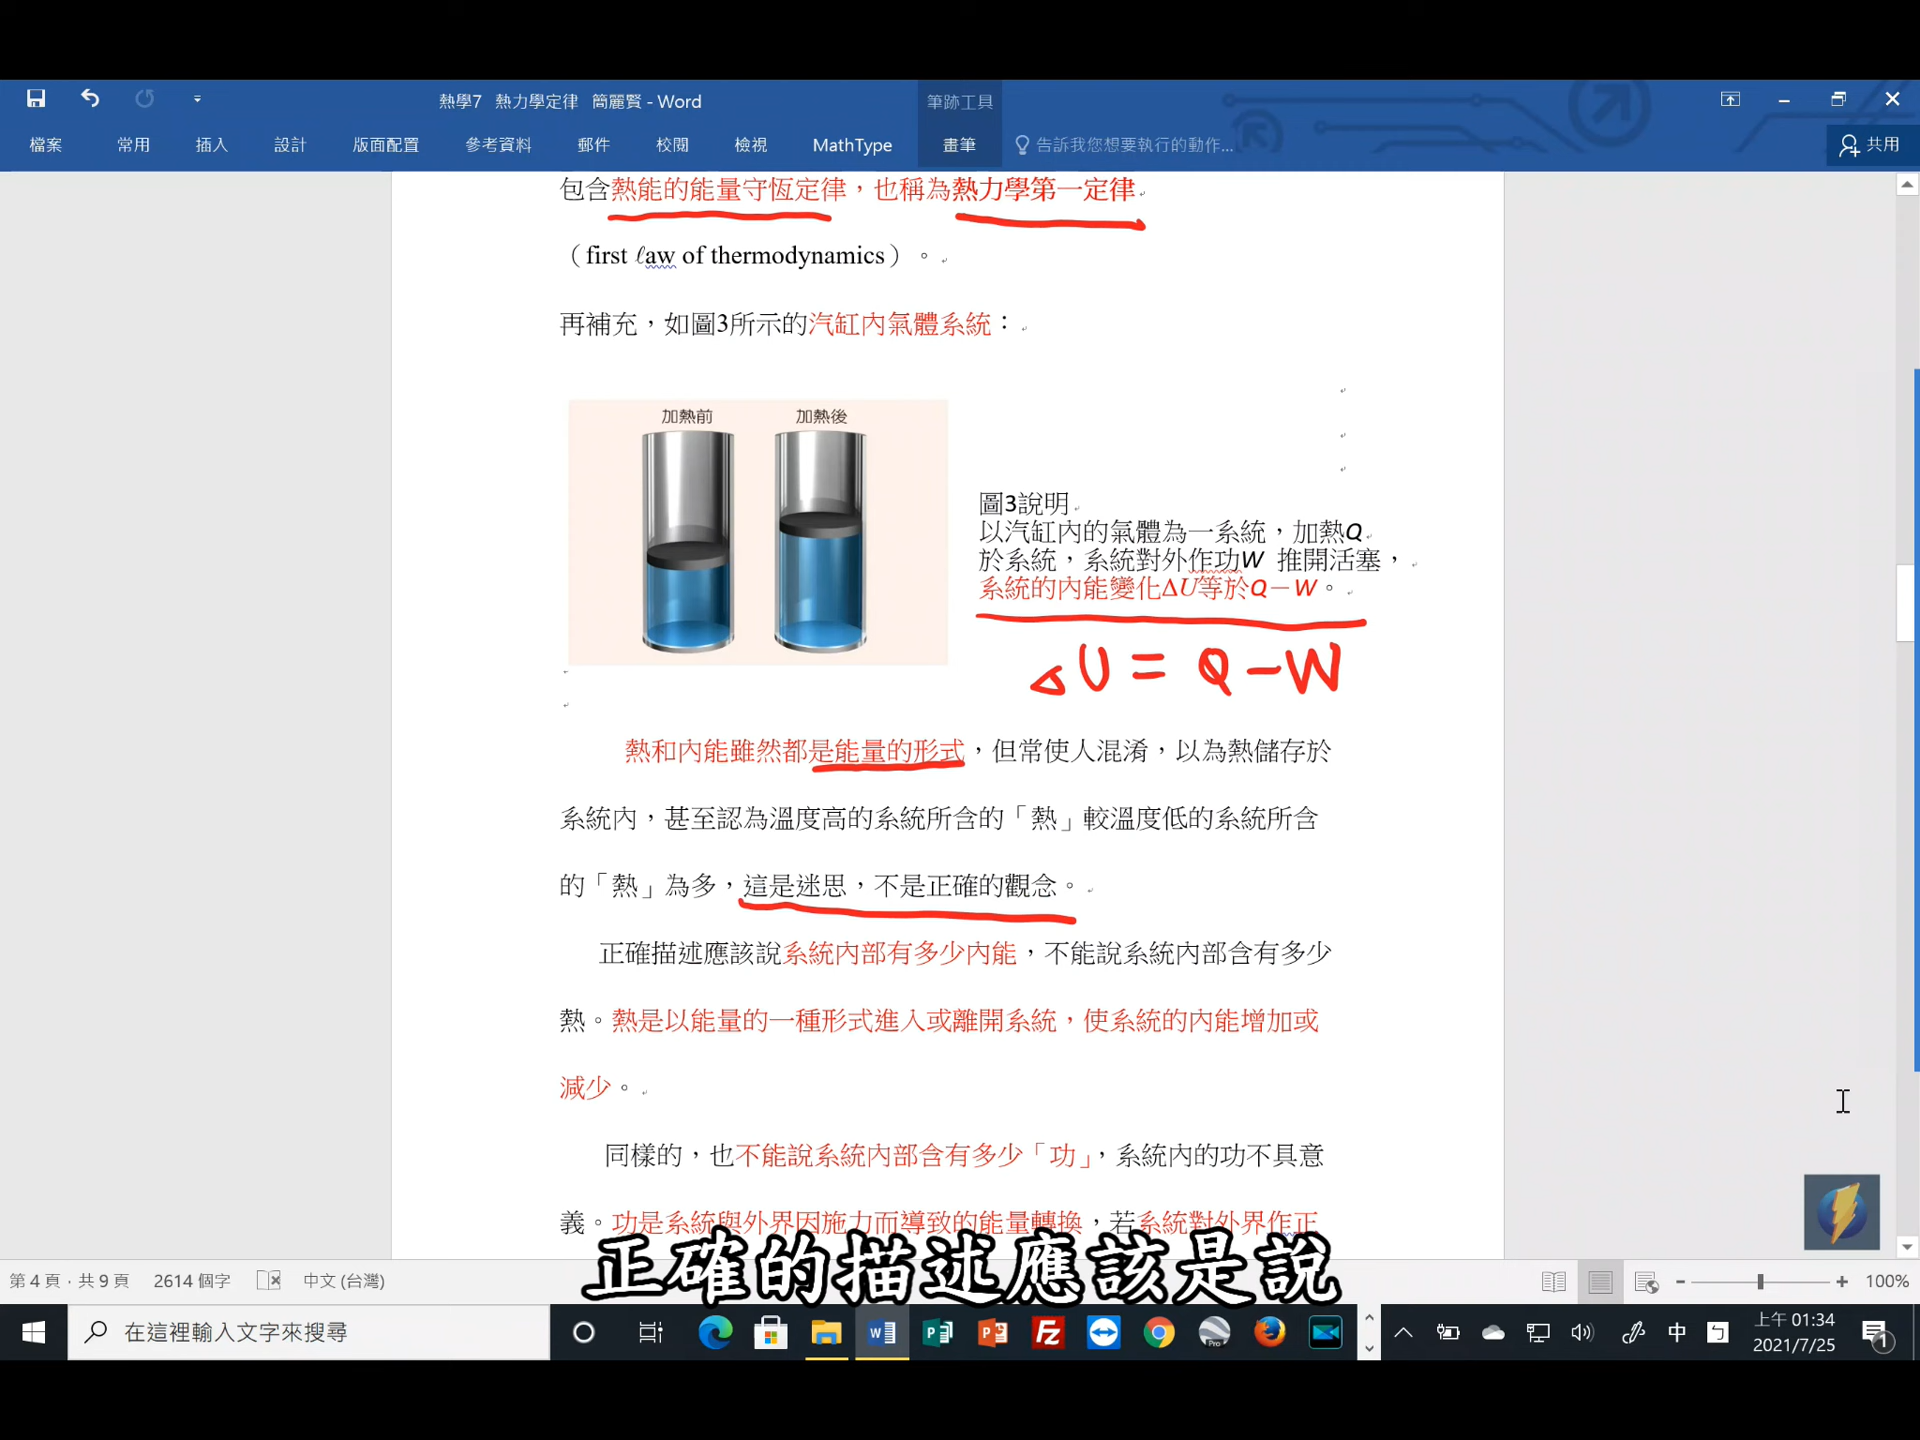 熱學7 熱力學定律 簡麗賢 - Word
筆跡工具
檔案 常用 插入 設計 版面配置 參考資料 郵件 校閱 檢視 MathType 畫筆 告訴我您想要執行的動作... 共用
包含熱能的能量守恆定律，也稱為熱力學第一定律
（first ℓaw of thermodynamics）。
再補充，如圖3所示的汽缸內氣體系統：
加熱前 加熱後
圖3說明
以汽缸內的氣體為一系統，加熱Q
於系統，系統對外作功W 推開活塞，
系統的內能變化ΔU等於Q－W。
ΔU = Q - W
熱和內能雖然都是能量的形式，但常使人混淆，以為熱儲存於
系統內，甚至認為溫度高的系統所含的「熱」較溫度低的系統所含
的「熱」為多，這是迷思，不是正確的觀念。
正確描述應該說系統內部有多少內能，不能說系統內部含有多少
熱。熱是以能量的一種形式進入或離開系統，使系統的內能增加或
減少。
同樣的，也不能說系統內部含有多少「功」，系統內的功不具意
義。功是系統與外界因施力而導致的能量轉換，若系統對外界作正
正確的描述應該是說
第 4 頁，共 9 頁 2614 個字 中文 (台灣) 100%
在這裡輸入文字來搜尋
中 ㄅ
上午 01:34
2021/7/25
1